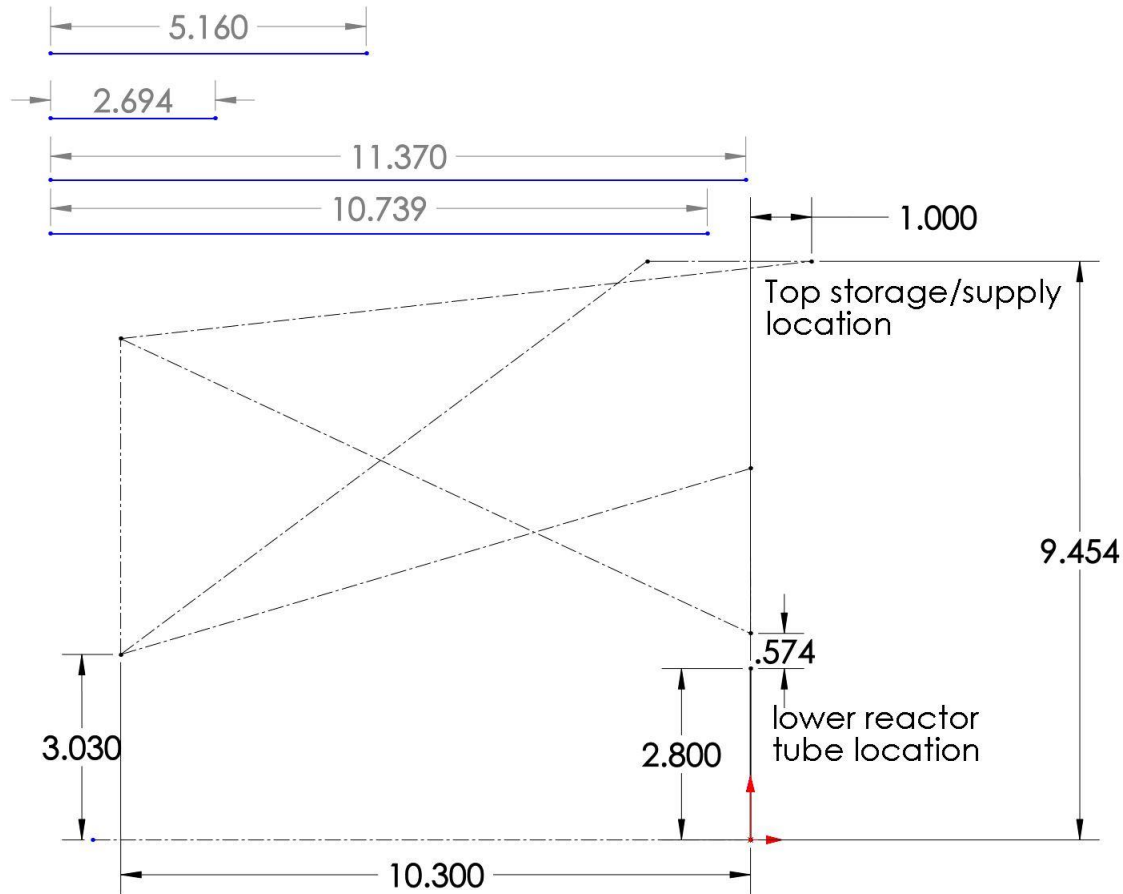 5.160
2.694
11.370
10.739
1.000
Top storage/supply
location
9.454
.574
lower reactor
tube location
3.030
2.800
10.300